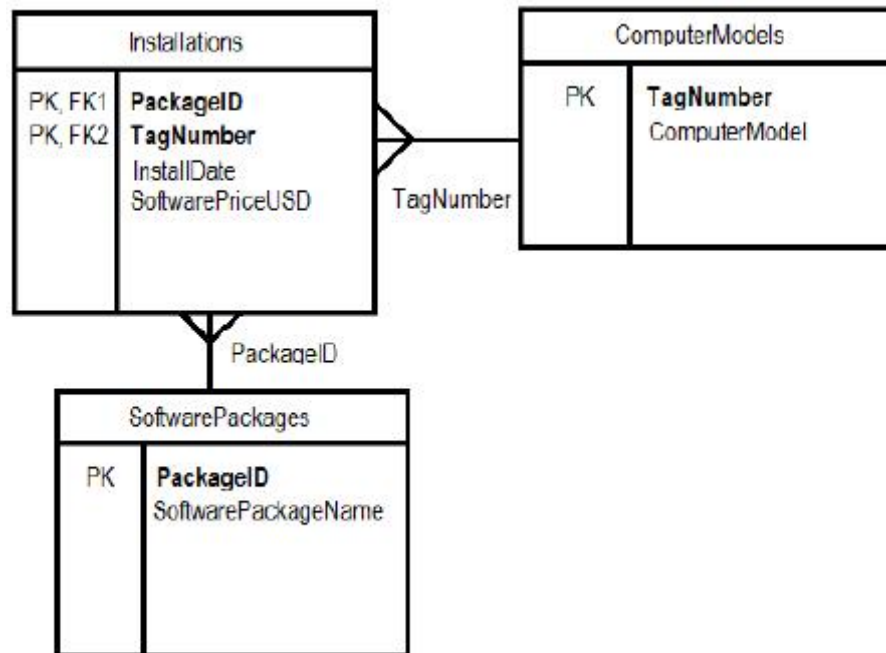 Installations
PK, FK1 PackageID
PK, FK2 TagNumber
InstallDate
SoftwarePriceUSD
ComputerModels
PK TagNumber
ComputerModel
TagNumber
PackageID
SoftwarePackages
PK PackageID
SoftwarePackageName